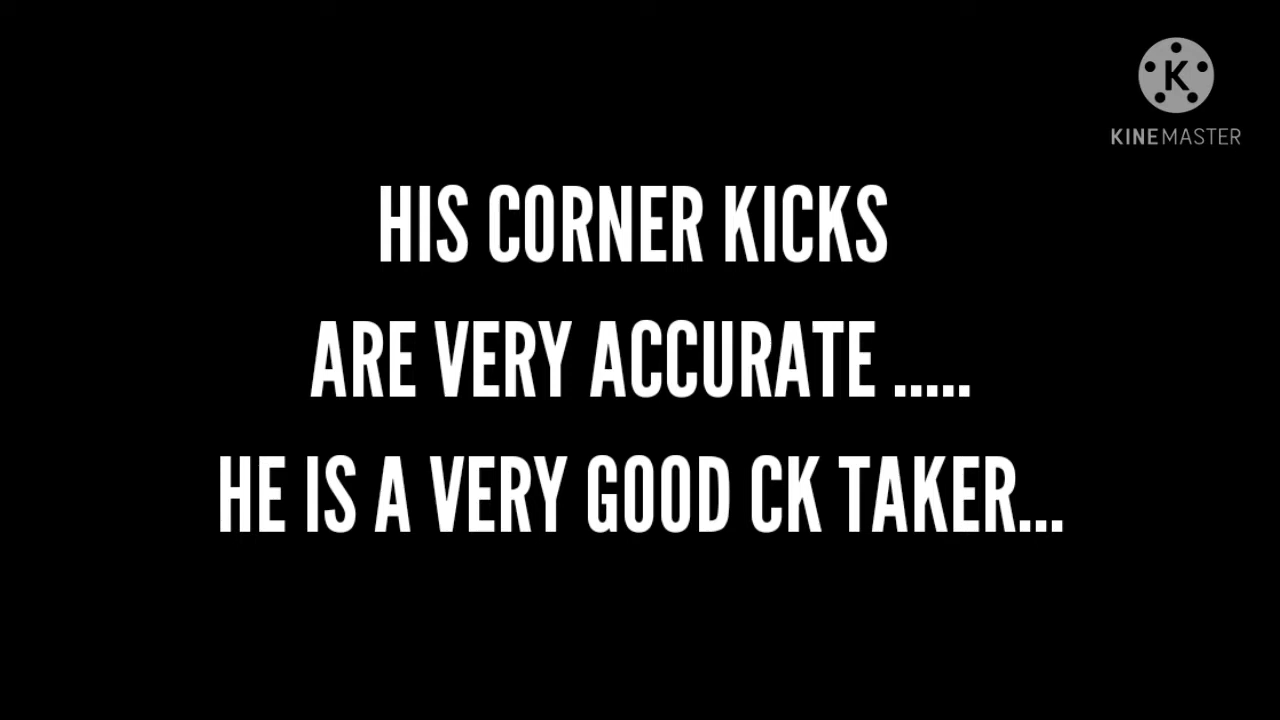 K
KINEMASTER
HIS CORNER KICKS
ARE VERY ACCURATE .....
HE IS A VERY GOOD CK TAKER...